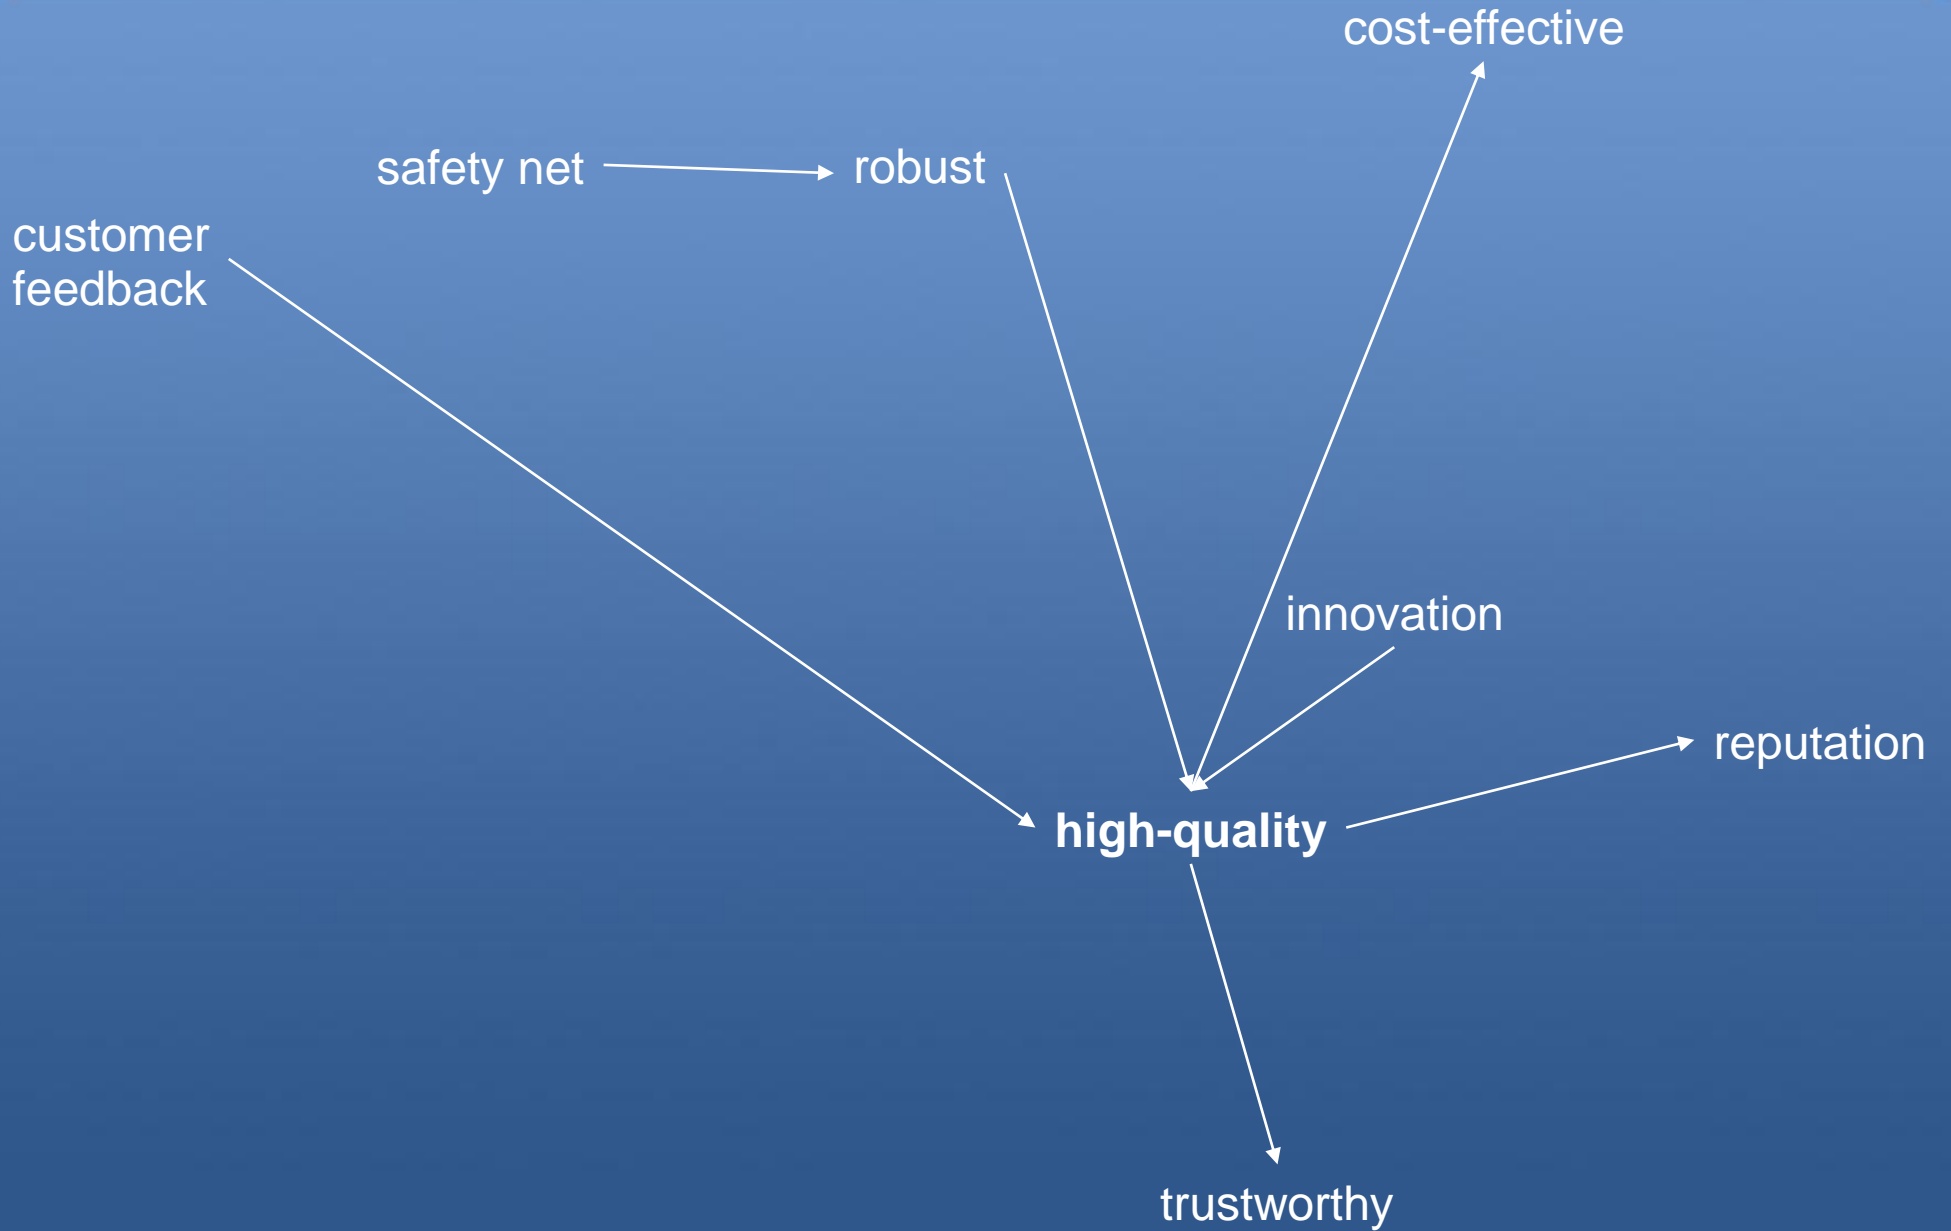 cost-effective
safety net
robust
customer
feedback
innovation
reputation
high-quality
trustworthy